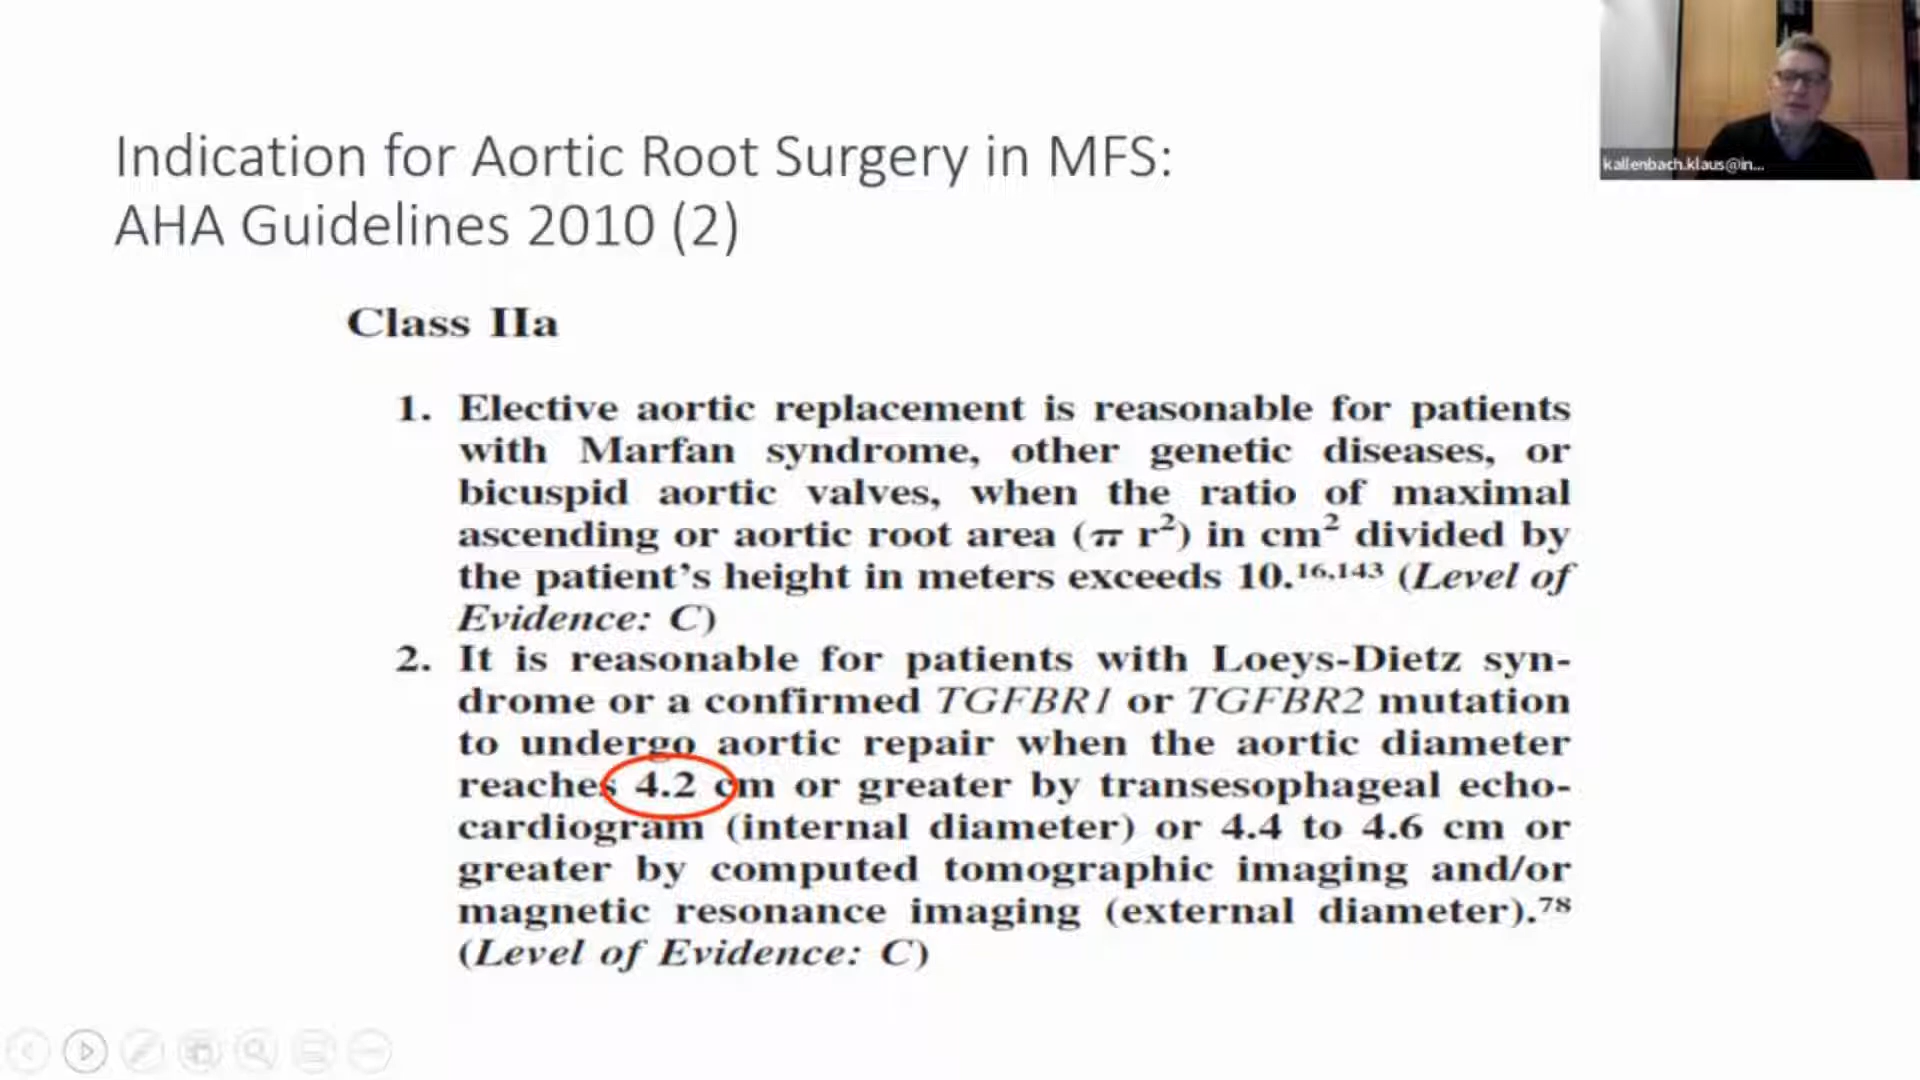 kallenbach.klaus@in...
Indication for Aortic Root Surgery in MFS:
AHA Guidelines 2010 (2)
Class IIa
1. Elective aortic replacement is reasonable for patients
with Marfan syndrome, other genetic diseases, or
bicuspid aortic valves, when the ratio of maximal
ascending or aortic root area (π r²) in cm² divided by
the patient's height in meters exceeds 10.¹⁶,¹⁴³ (Level of
Evidence: C)
2. It is reasonable for patients with Loeys-Dietz syn-
drome or a confirmed TGFBR1 or TGFBR2 mutation
to undergo aortic repair when the aortic diameter
reaches 4.2 cm or greater by transesophageal echo-
cardiogram (internal diameter) or 4.4 to 4.6 cm or
greater by computed tomographic imaging and/or
magnetic resonance imaging (external diameter).⁷⁸
(Level of Evidence: C)